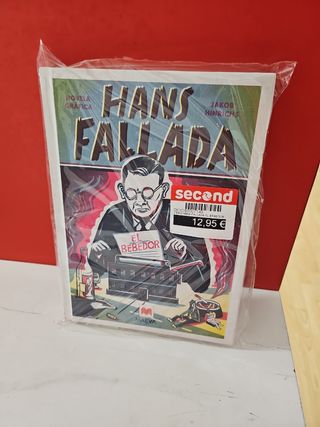 NOVELA
GRÁFICA
JAKOB
HINRICHS
HANS
FALLADA
second
12,95 €
EL
BEBEDOR